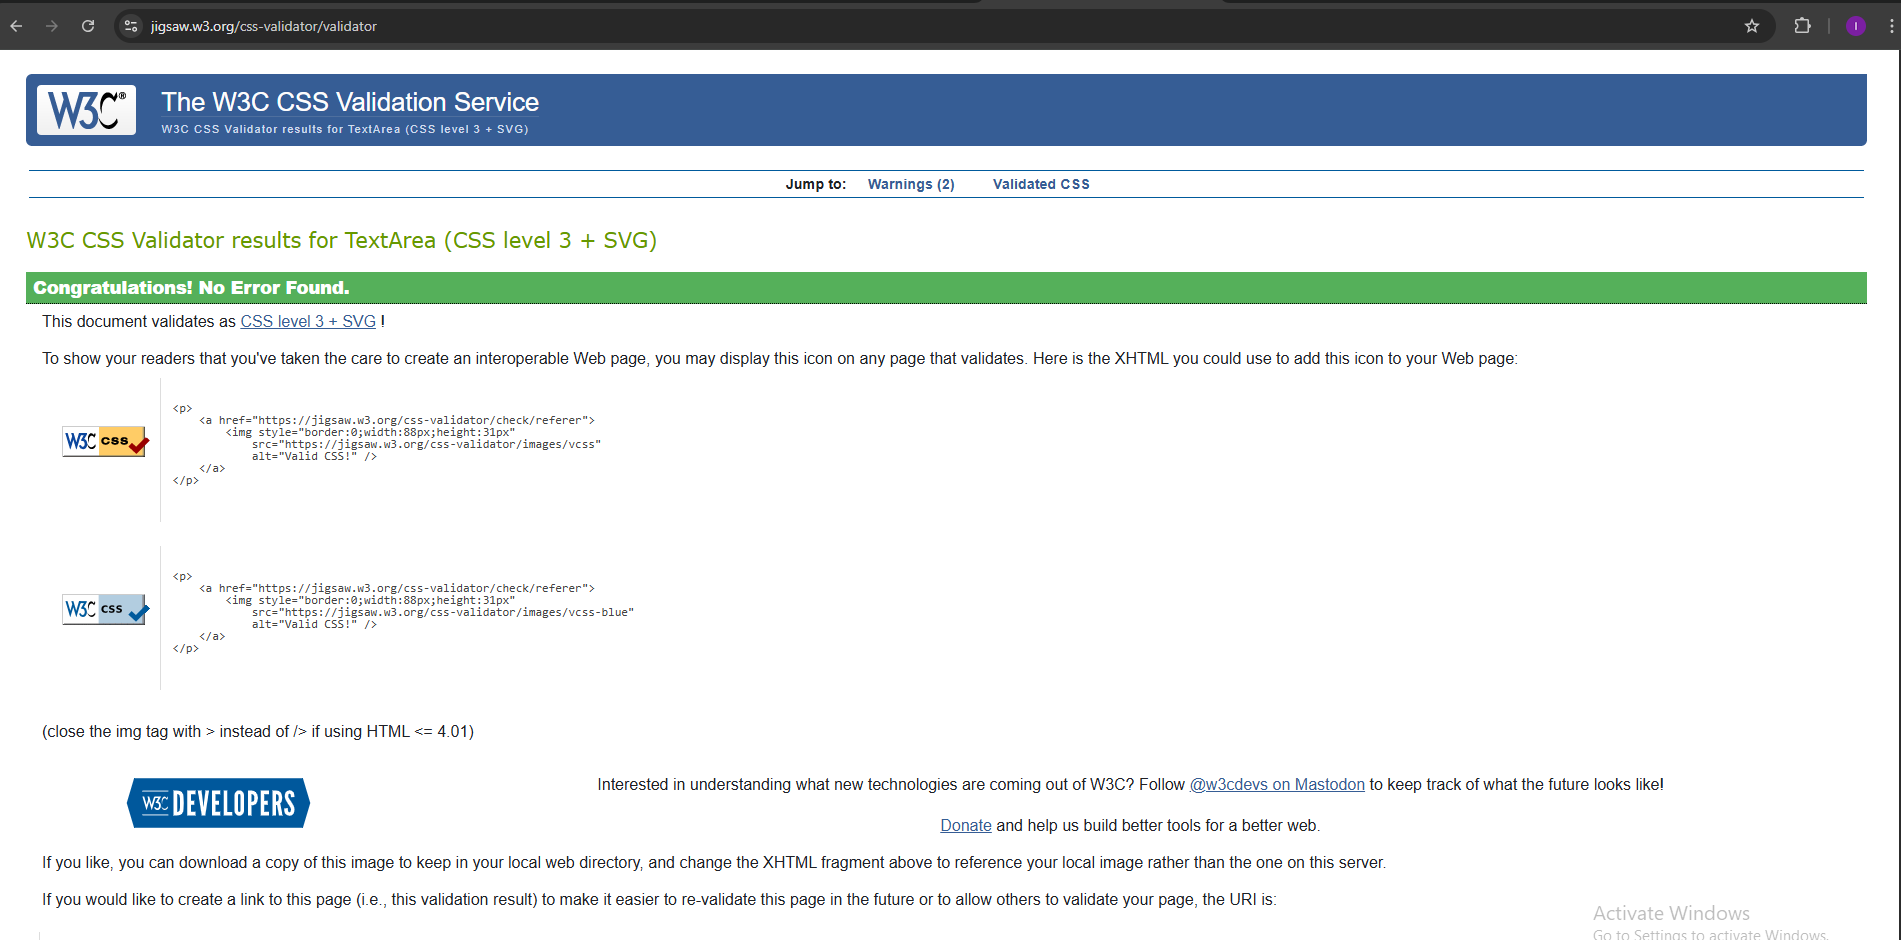 jigsaw.w3.org/css-validator/validator
I
W3C®
The W3C CSS Validation Service
W3C CSS Validator results for TextArea (CSS level 3 + SVG)
Jump to: Warnings (2) Validated CSS
W3C CSS Validator results for TextArea (CSS level 3 + SVG)
Congratulations! No Error Found.
This document validates as CSS level 3 + SVG !
To show your readers that you've taken the care to create an interoperable Web page, you may display this icon on any page that validates. Here is the XHTML you could use to add this icon to your Web page:
W3C css
<p>
<a href="https://jigsaw.w3.org/css-validator/check/referer">
<img style="border:0;width:88px;height:31px"
src="https://jigsaw.w3.org/css-validator/images/vcss"
alt="Valid CSS!" />
</a>
</p>
W3C css
<p>
<a href="https://jigsaw.w3.org/css-validator/check/referer">
<img style="border:0;width:88px;height:31px"
src="https://jigsaw.w3.org/css-validator/images/vcss-blue"
alt="Valid CSS!" />
</a>
</p>
(close the img tag with > instead of /> if using HTML <= 4.01)
W3C DEVELOPERS
Interested in understanding what new technologies are coming out of W3C? Follow @w3cdevs on Mastodon to keep track of what the future looks like!
Donate and help us build better tools for a better web.
If you like, you can download a copy of this image to keep in your local web directory, and change the XHTML fragment above to reference your local image rather than the one on this server.
If you would like to create a link to this page (i.e., this validation result) to make it easier to re-validate this page in the future or to allow others to validate your page, the URI is:
Activate Windows
Go to Settings to activate Windows.